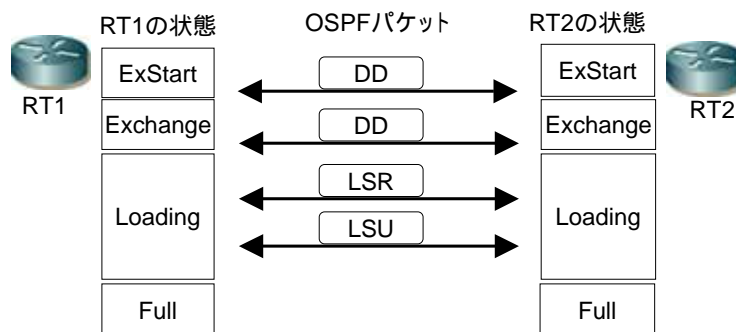 RT1の状態 OSPFパケット RT2の状態
ExStart DD ExStart
RT1 RT2
Exchange DD Exchange
LSR
Loading Loading
LSU
Full Full